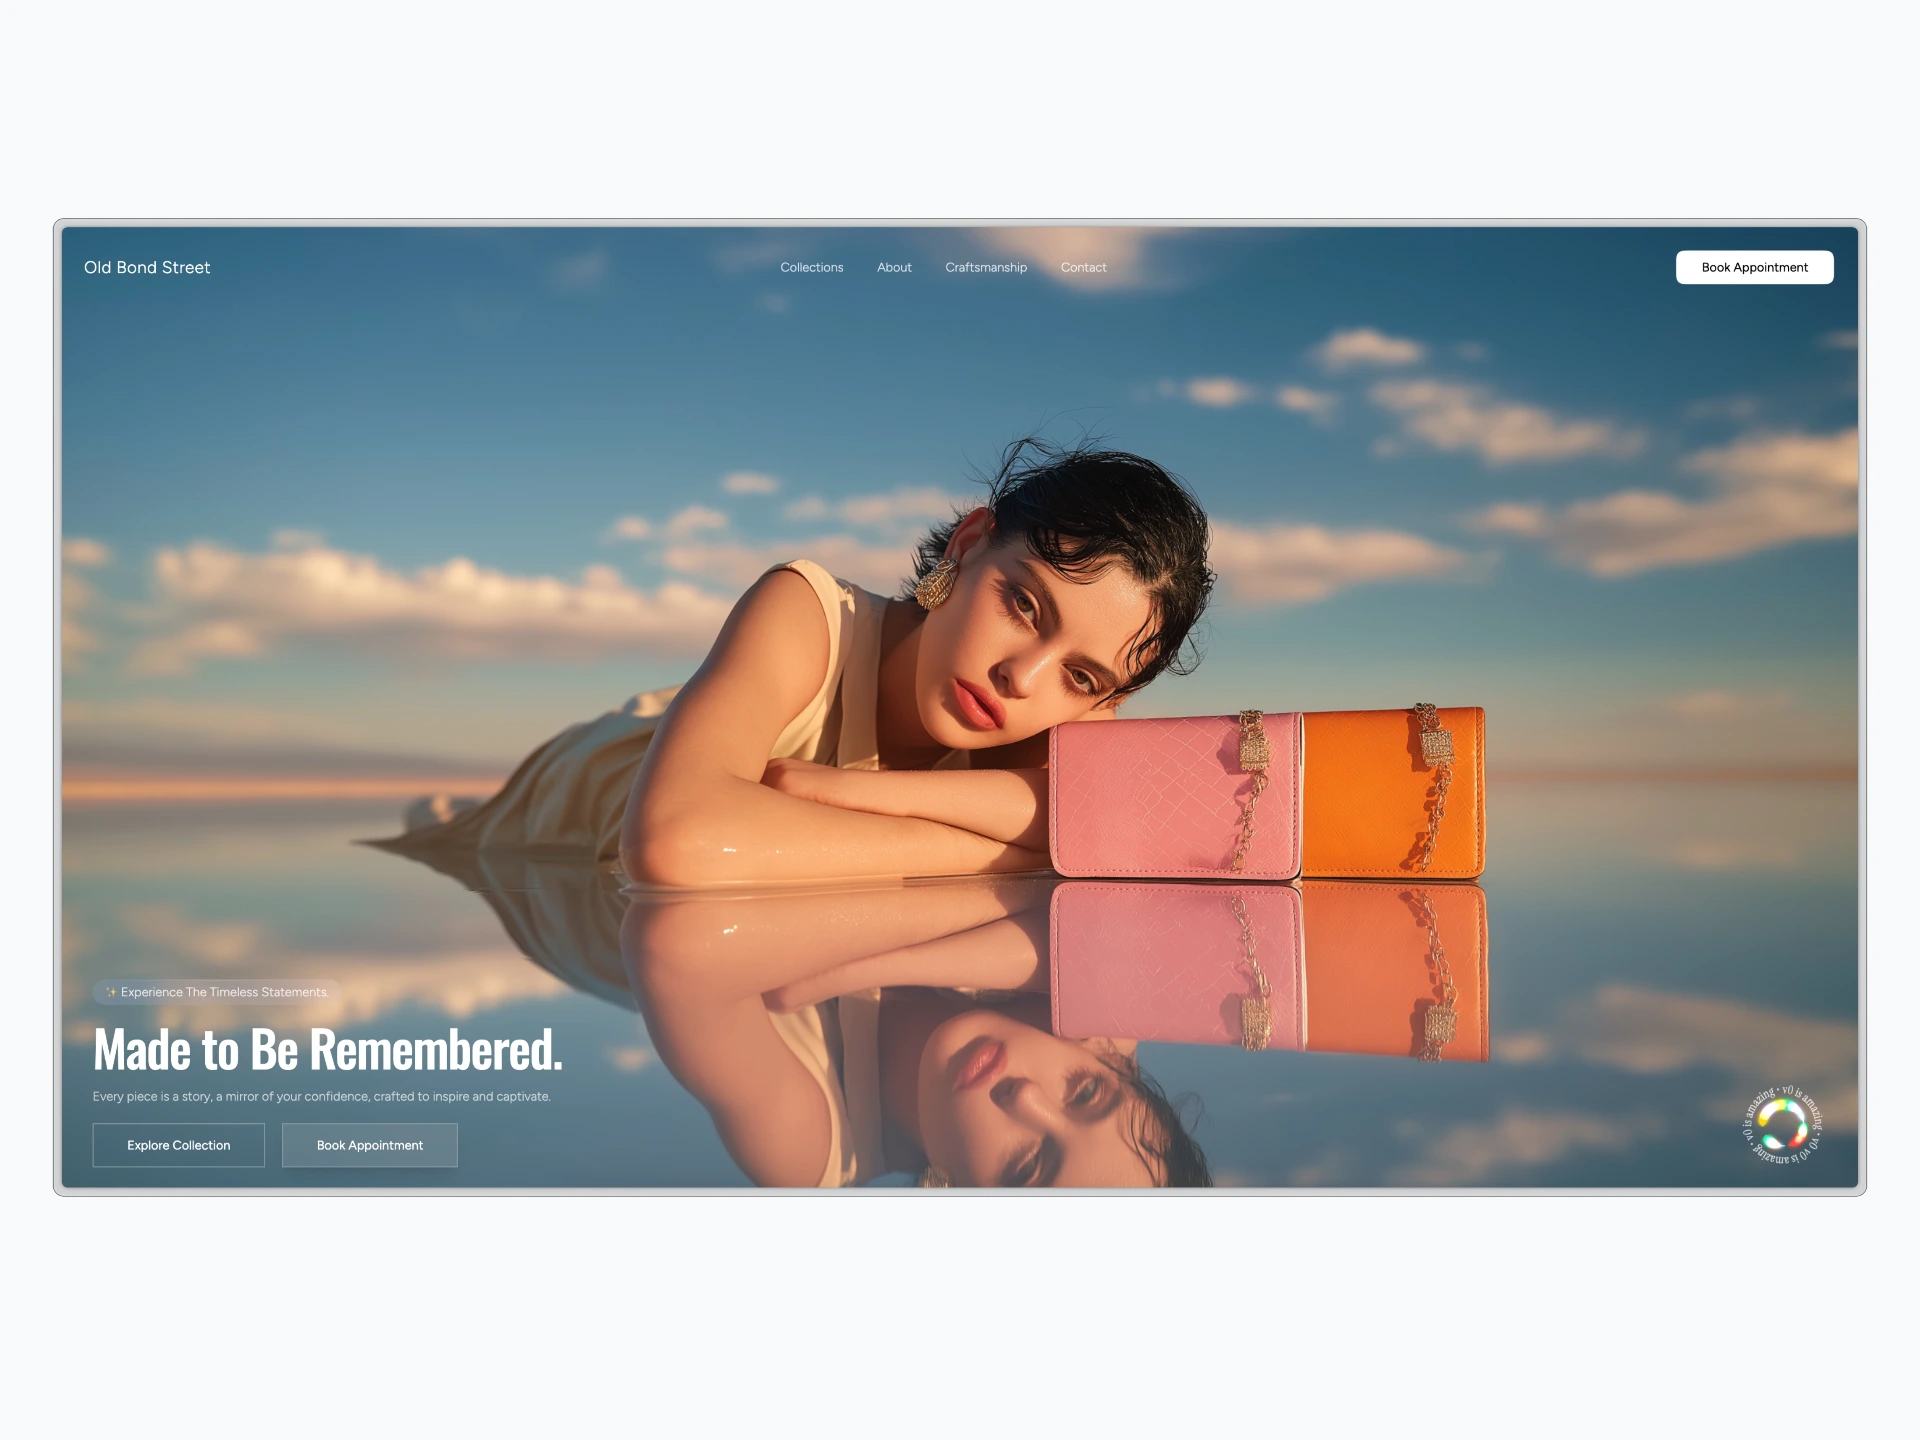 Old Bond Street
Collections About Craftsmanship Contact
Book Appointment
✨ Experience The Timeless Statements.
Made to Be Remembered.
Every piece is a story, a mirror of your confidence, crafted to inspire and captivate.
Explore Collection
Book Appointment
v0 is amazing • v0 is amazing • v0 is amazing •